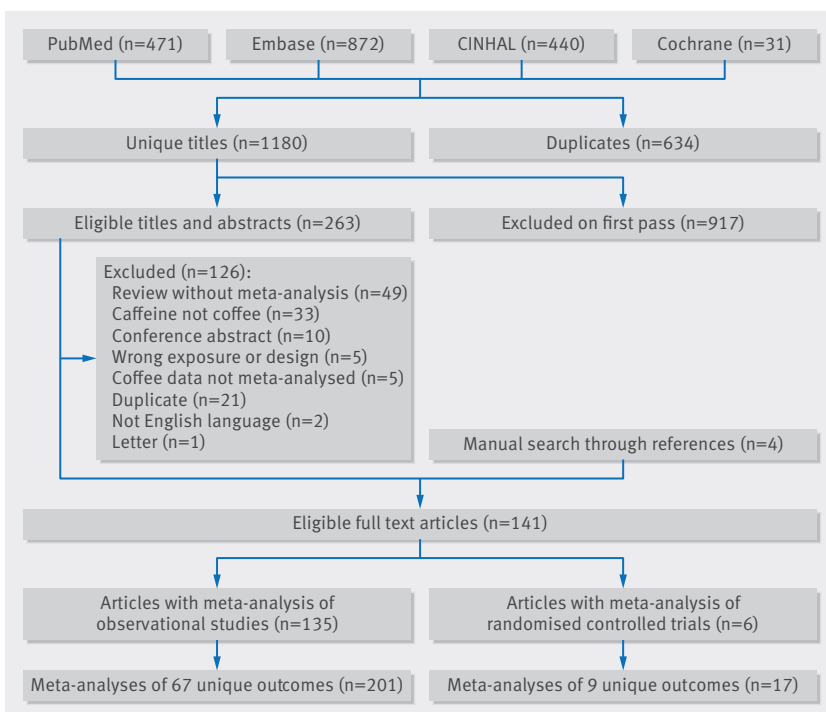 PubMed (n=471)
Embase (n=872)
CINHAL (n=440)
Cochrane (n=31)
Unique titles (n=1180)
Duplicates (n=634)
Eligible titles and abstracts (n=263)
Excluded on first pass (n=917)
Excluded (n=126):
Review without meta-analysis (n=49)
Caffeine not coffee (n=33)
Conference abstract (n=10)
Wrong exposure or design (n=5)
Coffee data not meta-analysed (n=5)
Duplicate (n=21)
Not English language (n=2)
Letter (n=1)
Manual search through references (n=4)
Eligible full text articles (n=141)
Articles with meta-analysis of
observational studies (n=135)
Articles with meta-analysis of
randomised controlled trials (n=6)
Meta-analyses of 67 unique outcomes (n=201)
Meta-analyses of 9 unique outcomes (n=17)